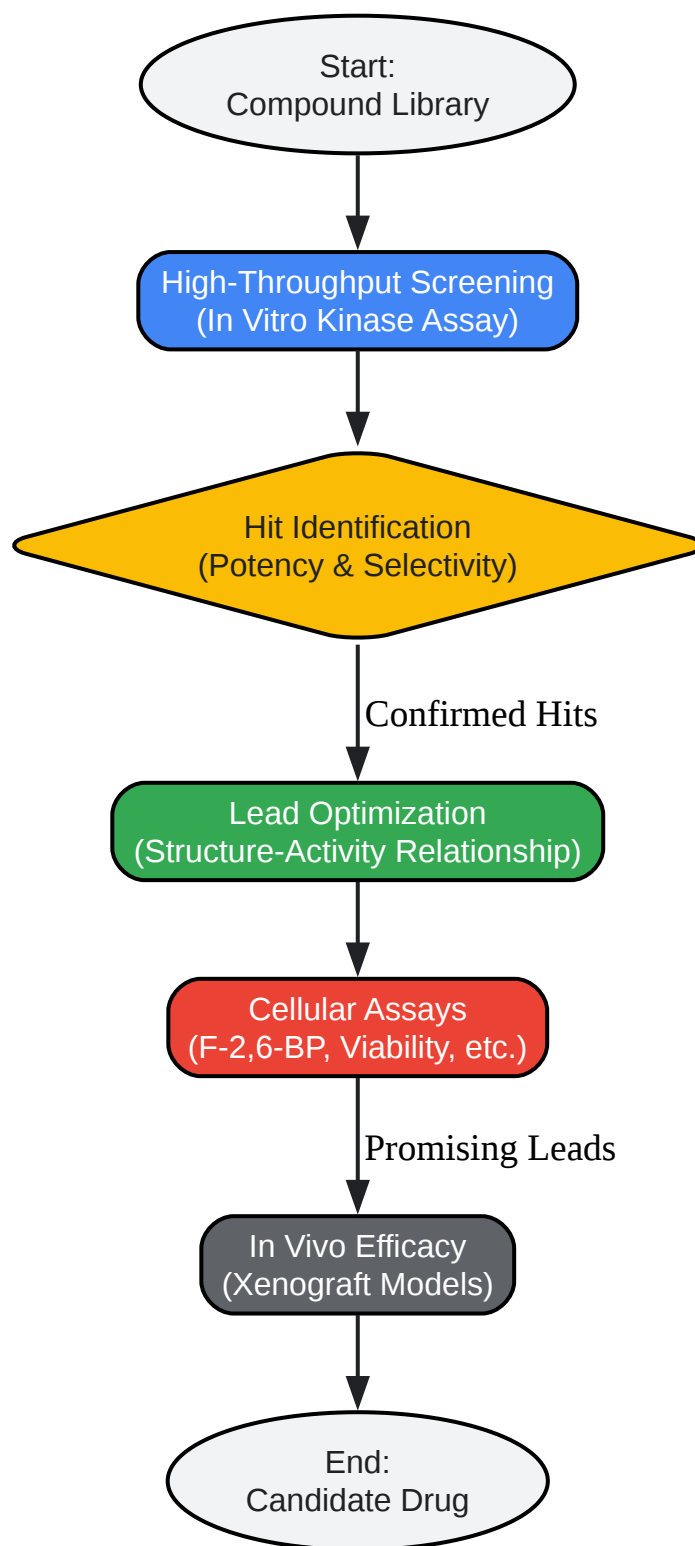 Start:
Compound Library
High-Throughput Screening
(In Vitro Kinase Assay)
Hit Identification
(Potency & Selectivity)
Confirmed Hits
Lead Optimization
(Structure-Activity Relationship)
Cellular Assays
(F-2,6-BP, Viability, etc.)
Promising Leads
In Vivo Efficacy
(Xenograft Models)
End:
Candidate Drug